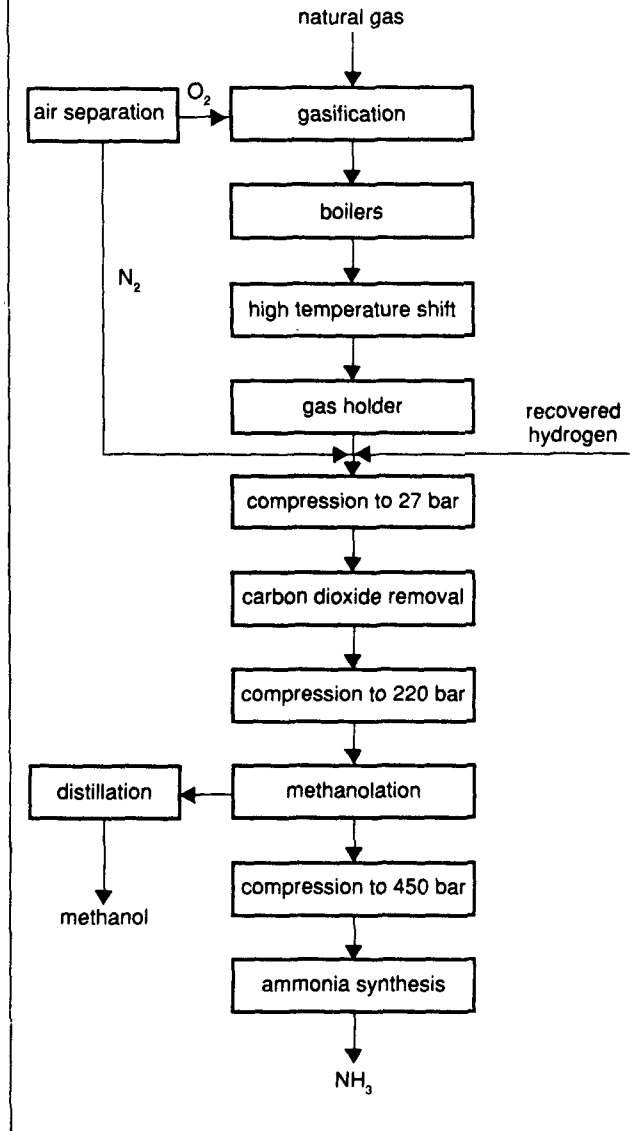 natural gas
O₂
air separation
gasification
boilers
N₂
high temperature shift
gas holder
recovered
hydrogen
compression to 27 bar
carbon dioxide removal
compression to 220 bar
distillation
methanolation
compression to 450 bar
methanol
ammonia synthesis
NH₃